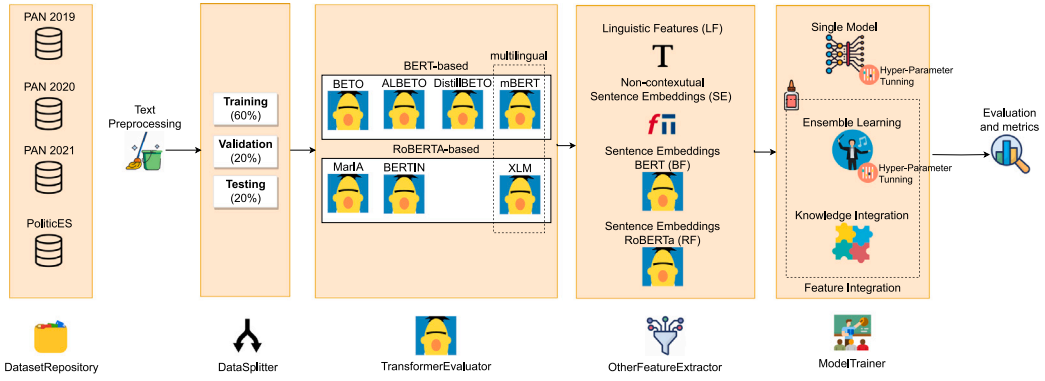 PAN 2019
PAN 2020
PAN 2021
PoliticES
DatasetRepository
Text
Preprocessing
Training
(60%)
Validation
(20%)
Testing
(20%)
DataSplitter
multilingual
BERT-based
BETO
ALBETO
DistillBETO
mBERT
RoBERTA-based
MarIA
BERTIN
XLM
TransformerEvaluator
Linguistic Features (LF)
T
Non-contexutual
Sentence Embeddings (SE)
Sentence Embeddings
BERT (BF)
Sentence Embeddings
RoBERTa (RF)
OtherFeatureExtractor
Single Model
Hyper-Parameter
Tunning
Ensemble Learning
Hyper-Parameter
Tunning
Knowledge Integration
Feature Integration
ModelTrainer
Evaluation
and metrics